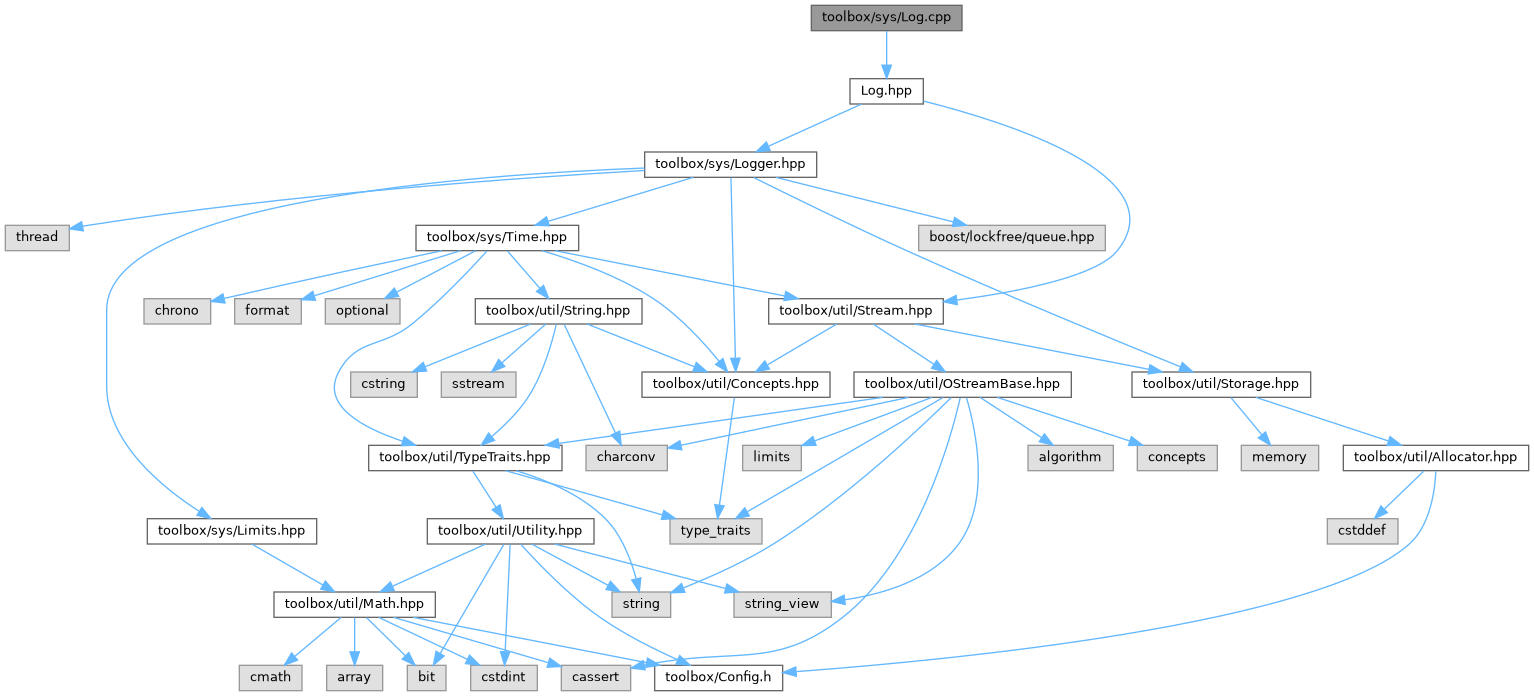 toolbox/sys/Log.cpp
Log.hpp
toolbox/sys/Logger.hpp
thread
toolbox/sys/Time.hpp
boost/lockfree/queue.hpp
chrono
format
optional
toolbox/util/String.hpp
toolbox/util/Stream.hpp
cstring
sstream
toolbox/util/Concepts.hpp
toolbox/util/OStreamBase.hpp
toolbox/util/Storage.hpp
toolbox/util/TypeTraits.hpp
charconv
limits
algorithm
concepts
memory
toolbox/util/Allocator.hpp
toolbox/sys/Limits.hpp
toolbox/util/Utility.hpp
type_traits
cstddef
toolbox/util/Math.hpp
string
string_view
cmath
array
bit
cstdint
cassert
toolbox/Config.h